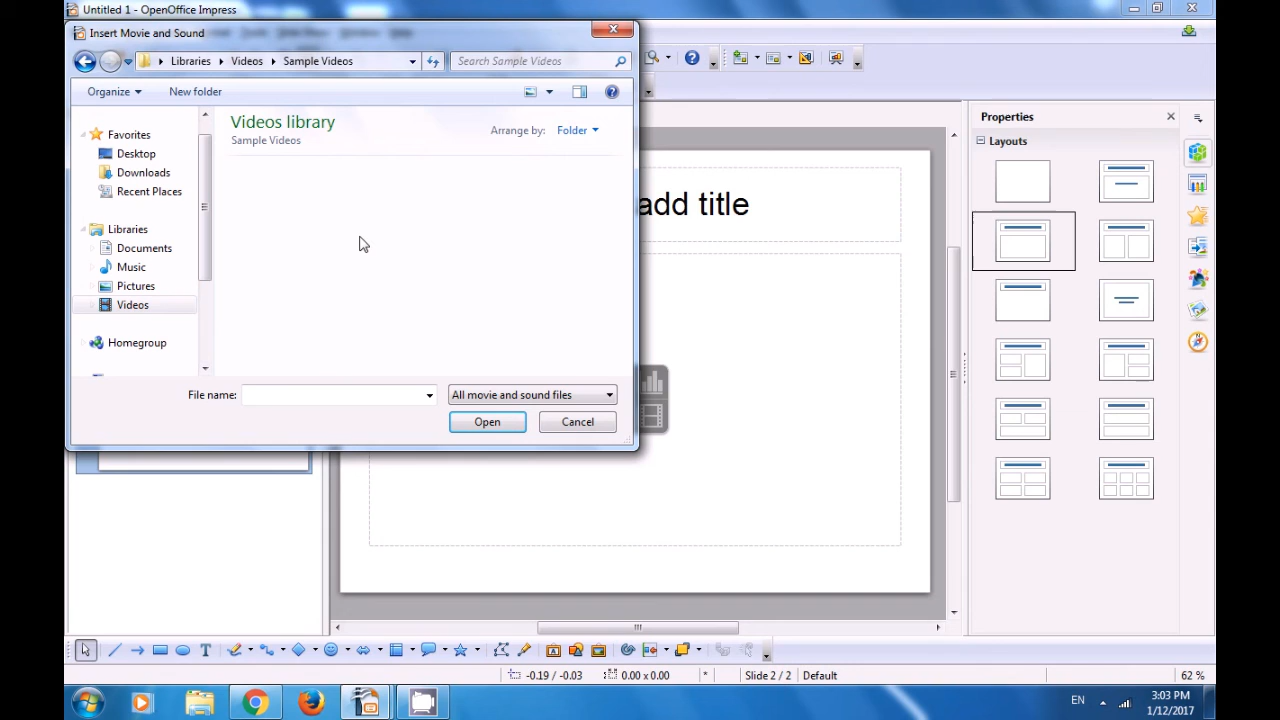 Untitled 1 - OpenOffice Impress
Insert Movie and Sound
Libraries Videos Sample Videos
Search Sample Videos
Organize New folder
Videos library
Sample Videos
Arrange by: Folder
Favorites
Desktop
Downloads
Recent Places
Libraries
Documents
Music
Pictures
Videos
Homegroup
File name:
All movie and sound files
Open Cancel
add title
Properties
Layouts
-0.19 / -0.03 0.00 x 0.00 * Slide 2 / 2 Default 62 %
EN
3:03 PM
1/12/2017